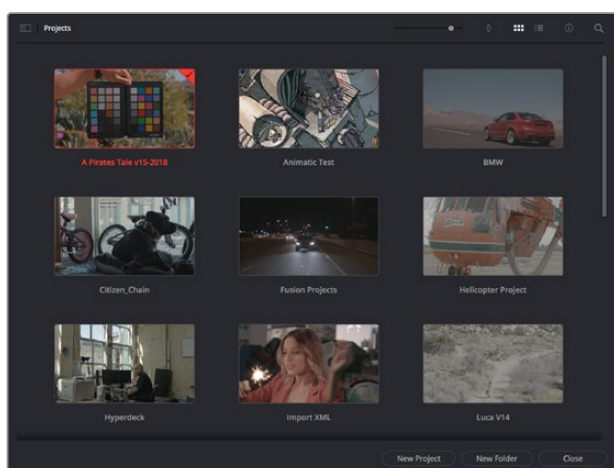 Projects
A Pirates Tale v15-2018
Animatic Test
BMW
Citizen_Chain
Fusion Projects
Helicopter Project
Hyperdeck
Import XML
Luca V14
New Project
New Folder
Close